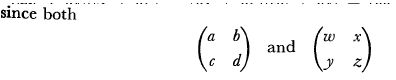 since both
( a b ) and ( w x )
( c d ) ( y z )